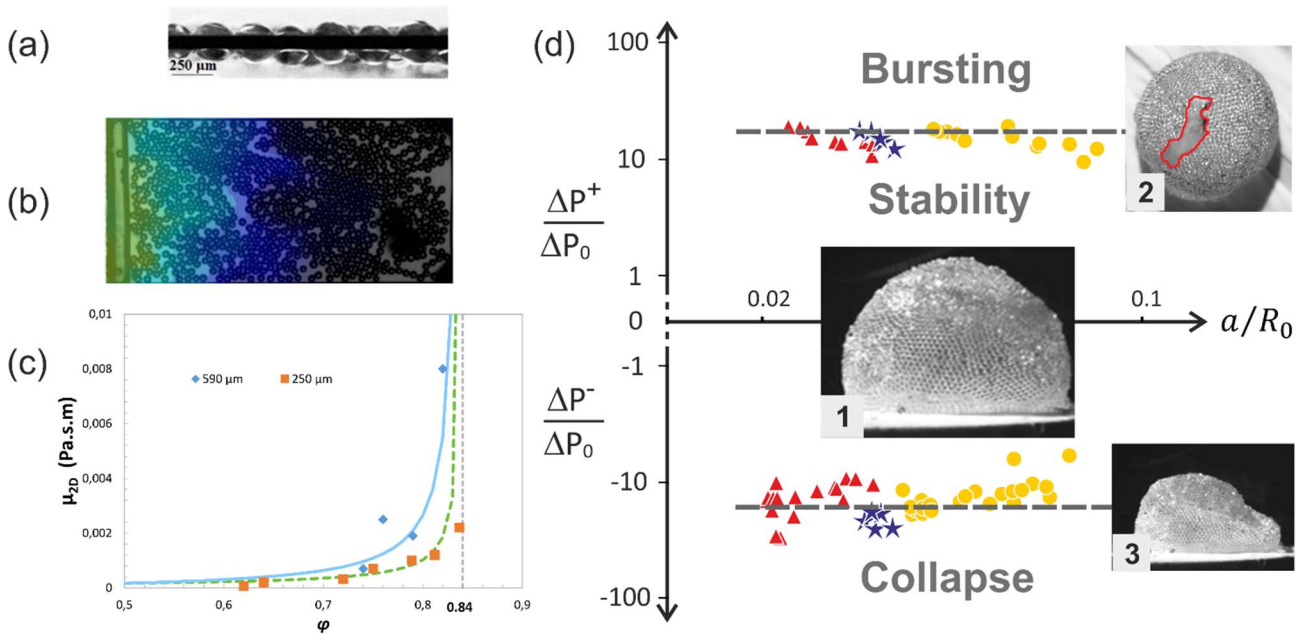 (a)
250 µm
(b)
(c)
0,01
0,008
0,006
0,004
0,002
0
µ2D (Pa.s.m)
590 µm
250 µm
0,5
0,6
0,7
0,8
0.84
0,9
φ
(d)
100
Bursting
10
Stability
2
ΔP⁺
ΔP₀
1
0.02
0.1
0
a/R₀
-1
1
ΔP⁻
ΔP₀
-10
3
Collapse
-100